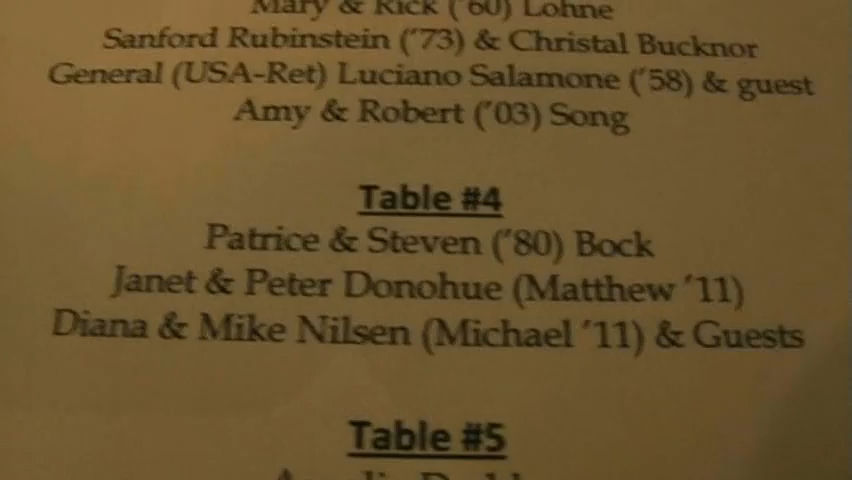 Mary & Rick ('60) Lohne
Sanford Rubinstein ('73) & Christal Bucknor
General (USA-Ret) Luciano Salamone ('58) & guest
Amy & Robert ('03) Song
Table #4
Patrice & Steven ('80) Bock
Janet & Peter Donohue (Matthew '11)
Diana & Mike Nilsen (Michael '11) & Guests
Table #5